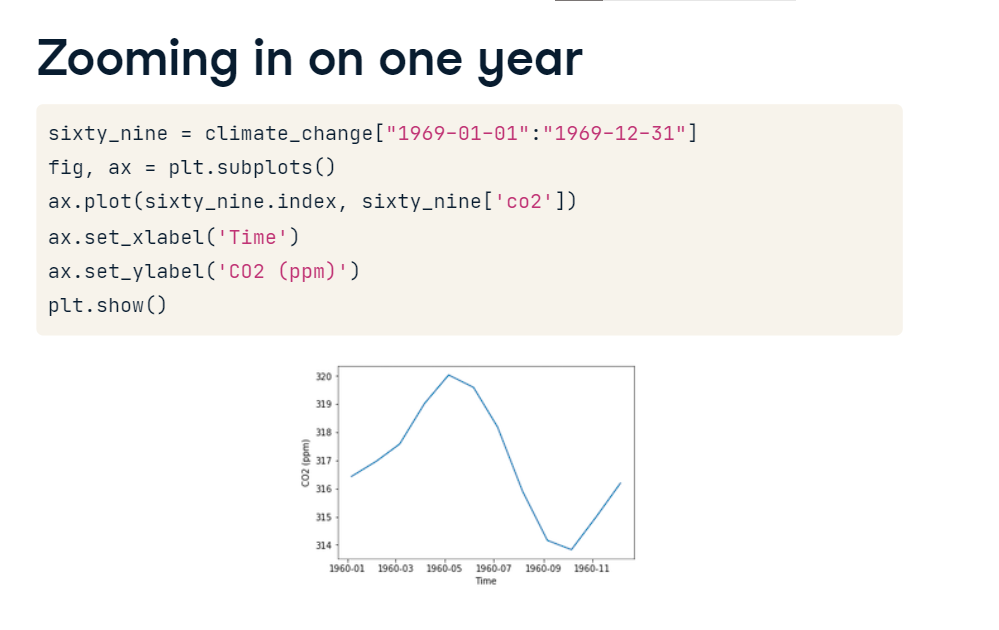 Zooming in on one year
sixty_nine = climate_change["1969-01-01":"1969-12-31"]
fig, ax = plt.subplots()
ax.plot(sixty_nine.index, sixty_nine['co2'])
ax.set_xlabel('Time')
ax.set_ylabel('CO2 (ppm)')
plt.show()
320
319
318
317
316
315
314
CO2 (ppm)
1960-01 1960-03 1960-05 1960-07 1960-09 1960-11
Time